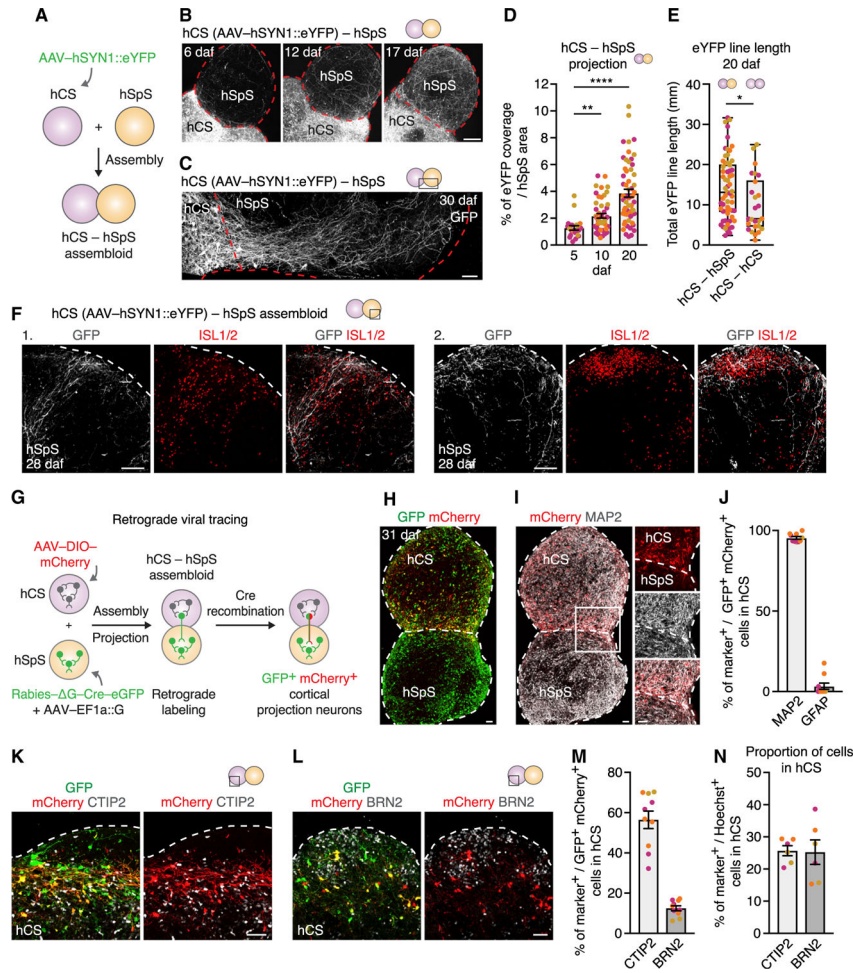 A
AAV–hSYN1::eYFP
hCS
hSpS
+
Assembly
hCS – hSpS
assembloid
B
hCS (AAV–hSYN1::eYFP) – hSpS
6 daf
12 daf
17 daf
hSpS
hSpS
hSpS
hCS
hCS
hCS
C
hCS (AAV–hSYN1::eYFP) – hSpS
hCS
hSpS
30 daf
GFP
D
hCS – hSpS
projection
% of eYFP coverage
/ hSpS area
12
10
8
6
4
2
0
****
**
5
10
20
daf
E
eYFP line length
20 daf
Total eYFP line length (mm)
40
30
20
10
0
*
hCS – hSpS
hCS – hCS
F
hCS (AAV–hSYN1::eYFP) – hSpS assembloid
1.
GFP
ISL1/2
GFP ISL1/2
hSpS
28 daf
2.
GFP
ISL1/2
GFP ISL1/2
hSpS
28 daf
G
Retrograde viral tracing
AAV–DIO–
mCherry
hCS
+
hSpS
Rabies–ΔG–Cre–eGFP
+ AAV–EF1a::G
Assembly
Projection
hCS – hSpS
assembloid
Retrograde
labeling
Cre
recombination
GFP+ mCherry+
cortical
projection neurons
H
GFP mCherry
31 daf
hCS
hSpS
I
mCherry MAP2
hCS
hSpS
hCS
hSpS
J
% of marker+ / GFP+ mCherry+
cells in hCS
100
50
0
MAP2
GFAP
K
GFP
mCherry CTIP2
mCherry CTIP2
hCS
L
GFP
mCherry BRN2
mCherry BRN2
hCS
M
% of marker+ / GFP+ mCherry+
cells in hCS
80
60
40
20
0
CTIP2
BRN2
N
Proportion of cells
in hCS
% of marker+ / Hoechst+
cells in hCS
50
40
30
20
10
0
CTIP2
BRN2